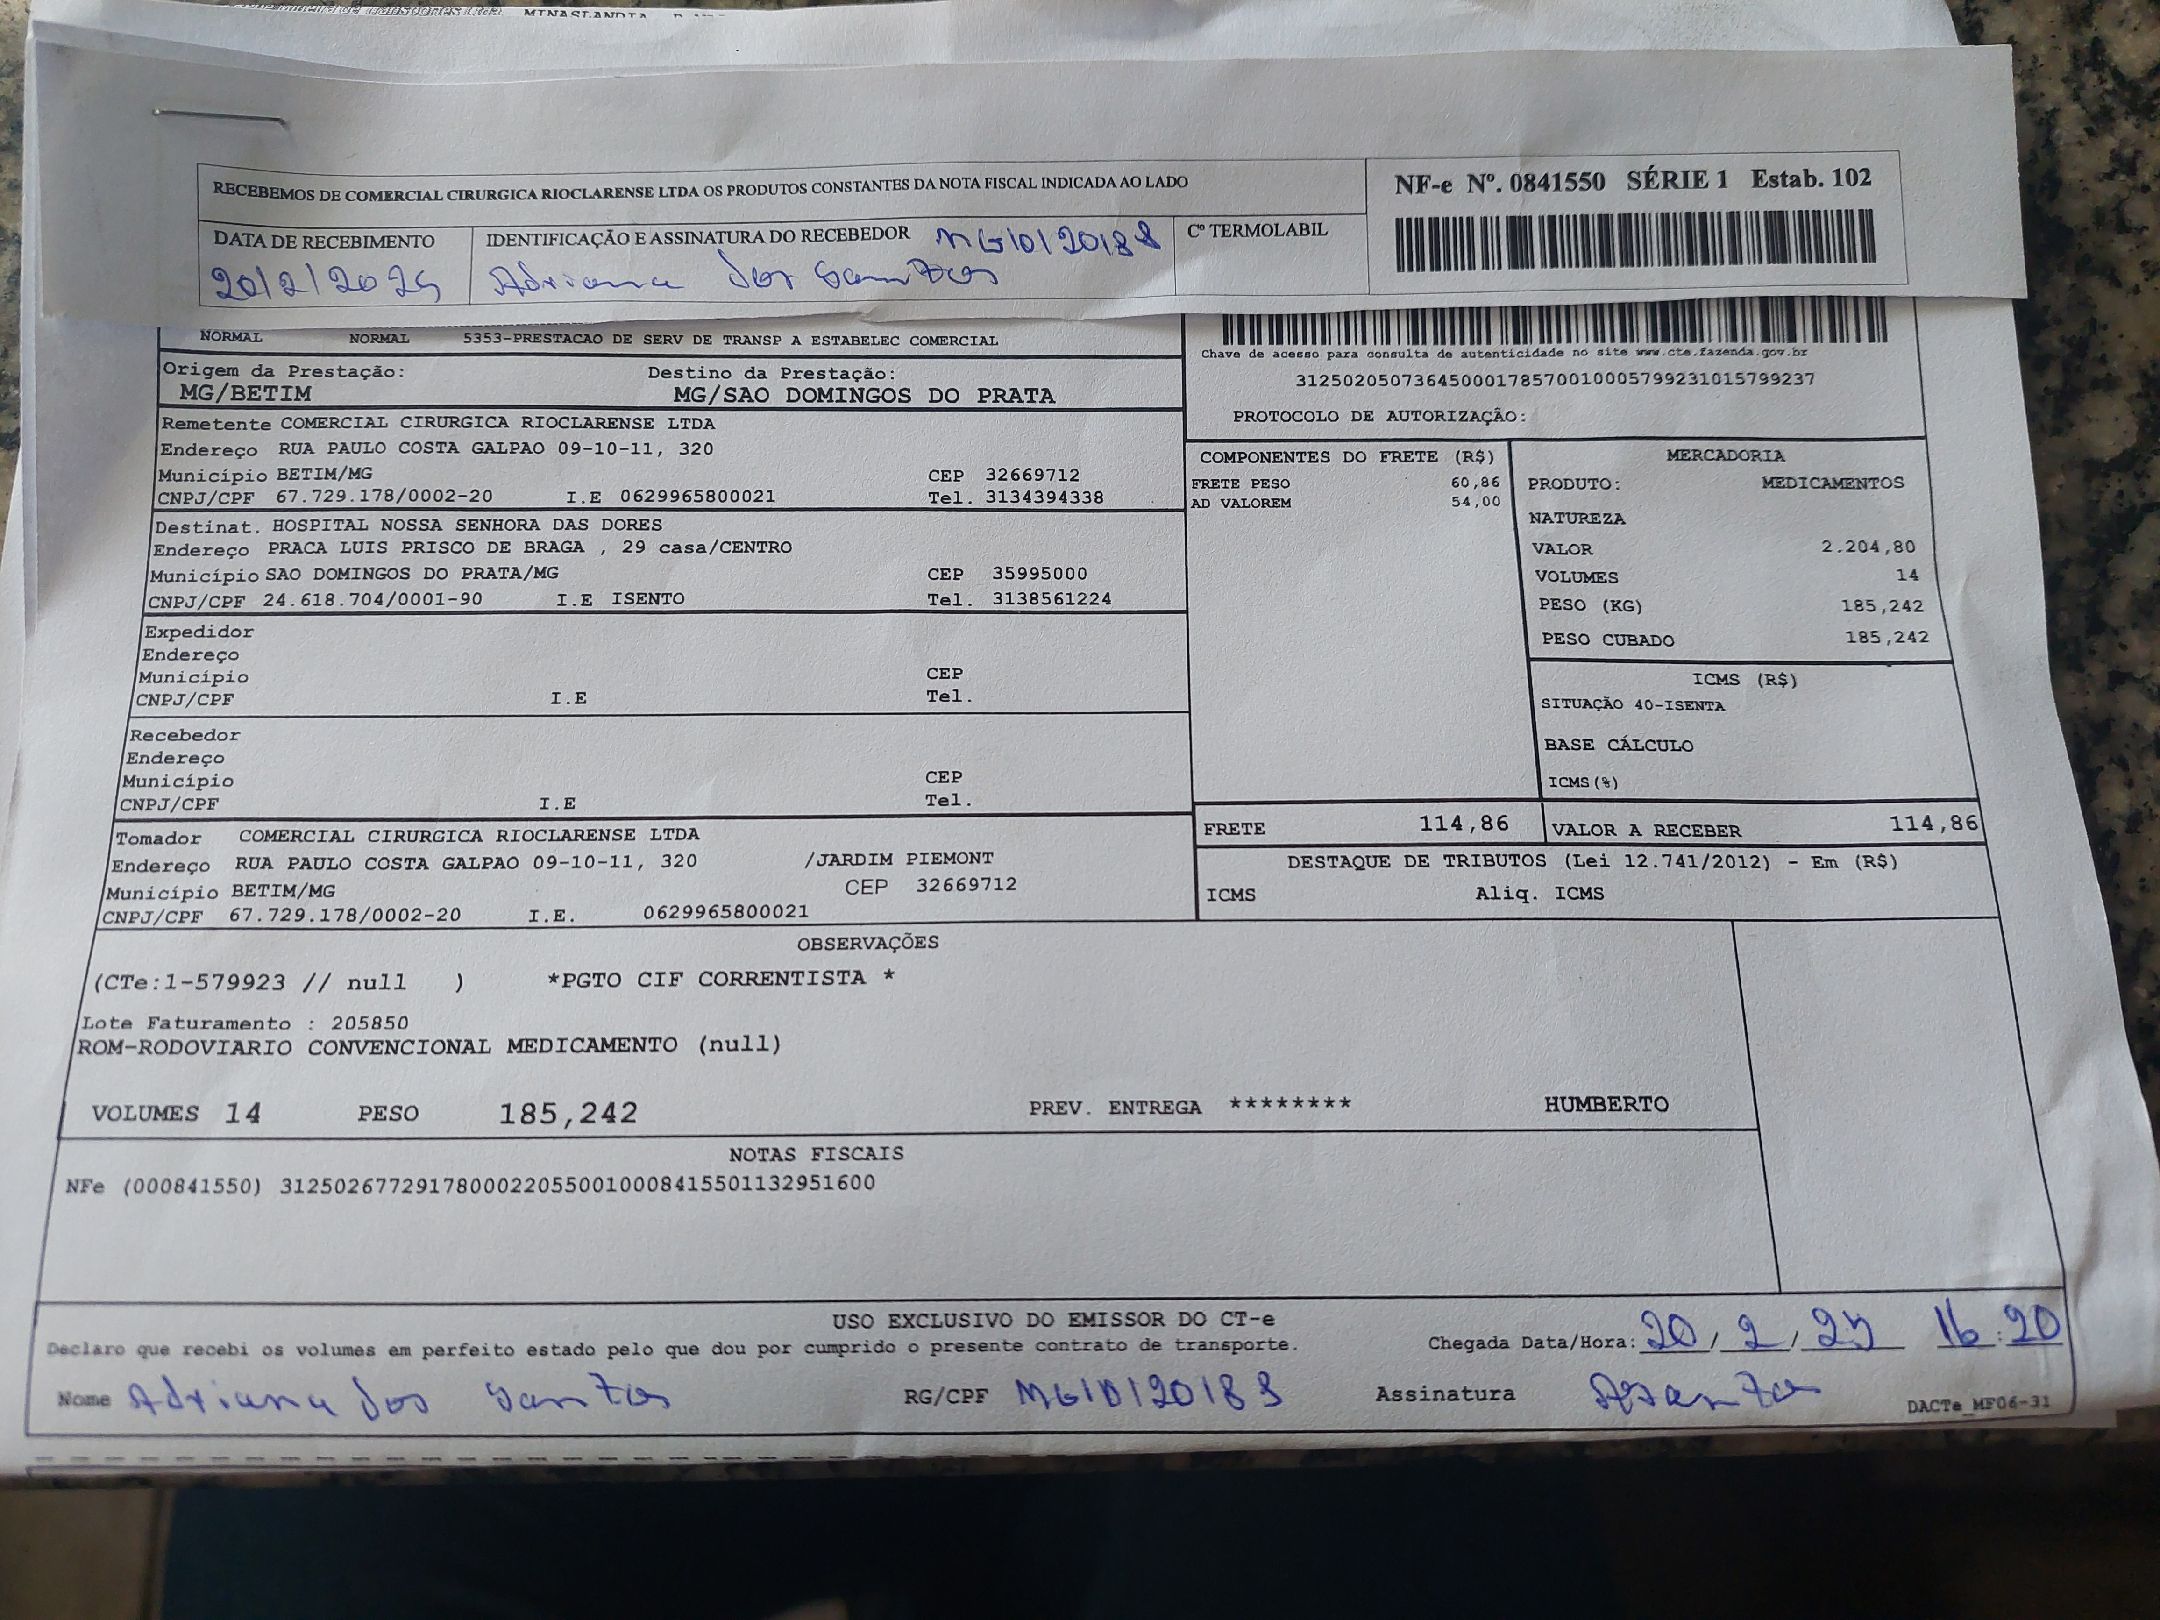 MINASLANDIA
RECEBEMOS DE COMERCIAL CIRURGICA RIOCLARENSE LTDA OS PRODUTOS CONSTANTES DA NOTA FISCAL INDICADA AO LADO
NF-e Nº. 0841550 SÉRIE 1 Estab. 102
DATA DE RECEBIMENTO
20/2/2025
IDENTIFICAÇÃO E ASSINATURA DO RECEBEDOR MG10120188
Adriana dos Santos
Cº TERMOLABIL
NORMAL NORMAL 5353-PRESTACAO DE SERV DE TRANSP A ESTABELEC COMERCIAL
Chave de acesso para consulta de autenticidade no site www.cte.fazenda.gov.br
31250205073645000178570010005799231015799237
PROTOCOLO DE AUTORIZAÇÃO:
Origem da Prestação: Destino da Prestação:
MG/BETIM MG/SAO DOMINGOS DO PRATA
Remetente COMERCIAL CIRURGICA RIOCLARENSE LTDA
Endereço RUA PAULO COSTA GALPAO 09-10-11, 320
Município BETIM/MG CEP 32669712
CNPJ/CPF 67.729.178/0002-20 I.E 0629965800021 Tel. 3134394338
Destinat. HOSPITAL NOSSA SENHORA DAS DORES
Endereço PRACA LUIS PRISCO DE BRAGA , 29 casa/CENTRO
Município SAO DOMINGOS DO PRATA/MG CEP 35995000
CNPJ/CPF 24.618.704/0001-90 I.E ISENTO Tel. 3138561224
Expedidor
Endereço
Município CEP
CNPJ/CPF I.E Tel.
Recebedor
Endereço
Município CEP
CNPJ/CPF I.E Tel.
Tomador COMERCIAL CIRURGICA RIOCLARENSE LTDA
Endereço RUA PAULO COSTA GALPAO 09-10-11, 320 /JARDIM PIEMONT
Município BETIM/MG CEP 32669712
CNPJ/CPF 67.729.178/0002-20 I.E. 0629965800021
COMPONENTES DO FRETE (R$)
FRETE PESO 60,86
AD VALOREM 54,00
MERCADORIA
PRODUTO: MEDICAMENTOS
NATUREZA
VALOR 2.204,80
VOLUMES 14
PESO (KG) 185,242
PESO CUBADO 185,242
ICMS (R$)
SITUAÇÃO 40-ISENTA
BASE CÁLCULO
ICMS(%)
FRETE 114,86 VALOR A RECEBER 114,86
DESTAQUE DE TRIBUTOS (Lei 12.741/2012) - Em (R$)
ICMS Aliq. ICMS
OBSERVAÇÕES
(CTe:1-579923 // null ) *PGTO CIF CORRENTISTA *
Lote Faturamento : 205850
ROM-RODOVIARIO CONVENCIONAL MEDICAMENTO (null)
VOLUMES 14 PESO 185,242 PREV. ENTREGA ******** HUMBERTO
NOTAS FISCAIS
NFe (000841550) 31250267729178000220550010008415501132951600
USO EXCLUSIVO DO EMISSOR DO CT-e
Declaro que recebi os volumes em perfeito estado pelo que dou por cumprido o presente contrato de transporte. Chegada Data/Hora: 20/2/25 16:20
Nome Adriana dos Santos RG/CPF MG10120188 Assinatura ASantos DACTe_MF06-31